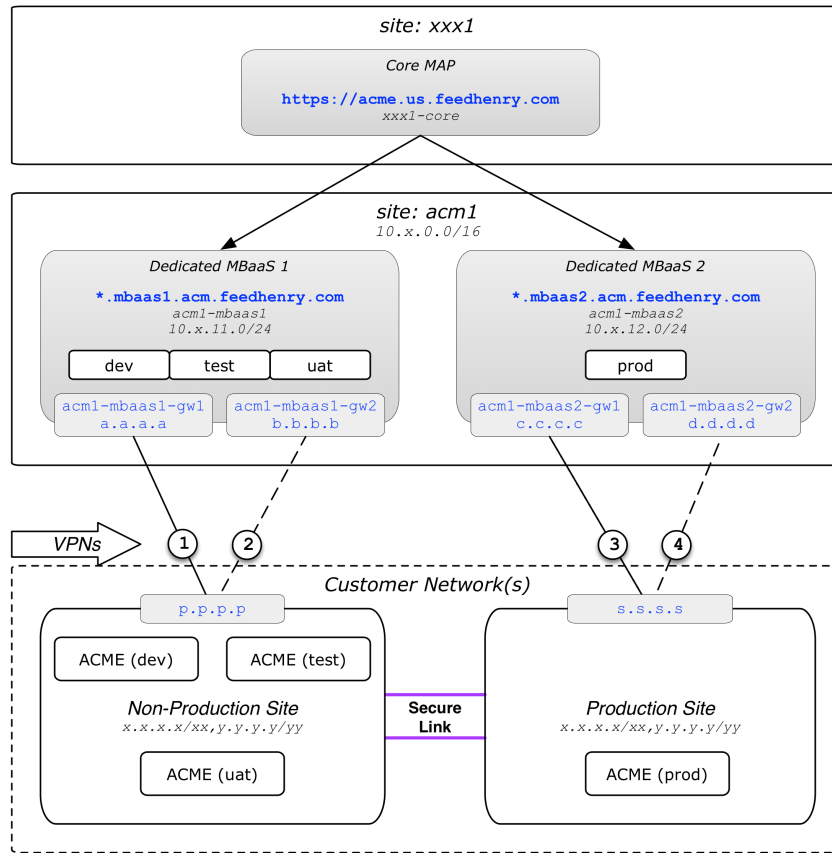 site: xxx1
Core MAP
https://acme.us.feedhenry.com
xxx1-core
site: acm1
10.x.0.0/16
Dedicated MBaaS 1
*.mbaas1.acm.feedhenry.com
acm1-mbaas1
10.x.11.0/24
dev
test
uat
acm1-mbaas1-gw1
a.a.a.a
acm1-mbaas1-gw2
b.b.b.b
Dedicated MBaaS 2
*.mbaas2.acm.feedhenry.com
acm1-mbaas2
10.x.12.0/24
prod
acm1-mbaas2-gw1
c.c.c.c
acm1-mbaas2-gw2
d.d.d.d
VPNs
1
2
3
4
Customer Network(s)
p.p.p.p
ACME (dev)
ACME (test)
Non-Production Site
x.x.x.x/xx,y.y.y.y/yy
ACME (uat)
Secure
Link
s.s.s.s
Production Site
x.x.x.x/xx,y.y.y.y/yy
ACME (prod)